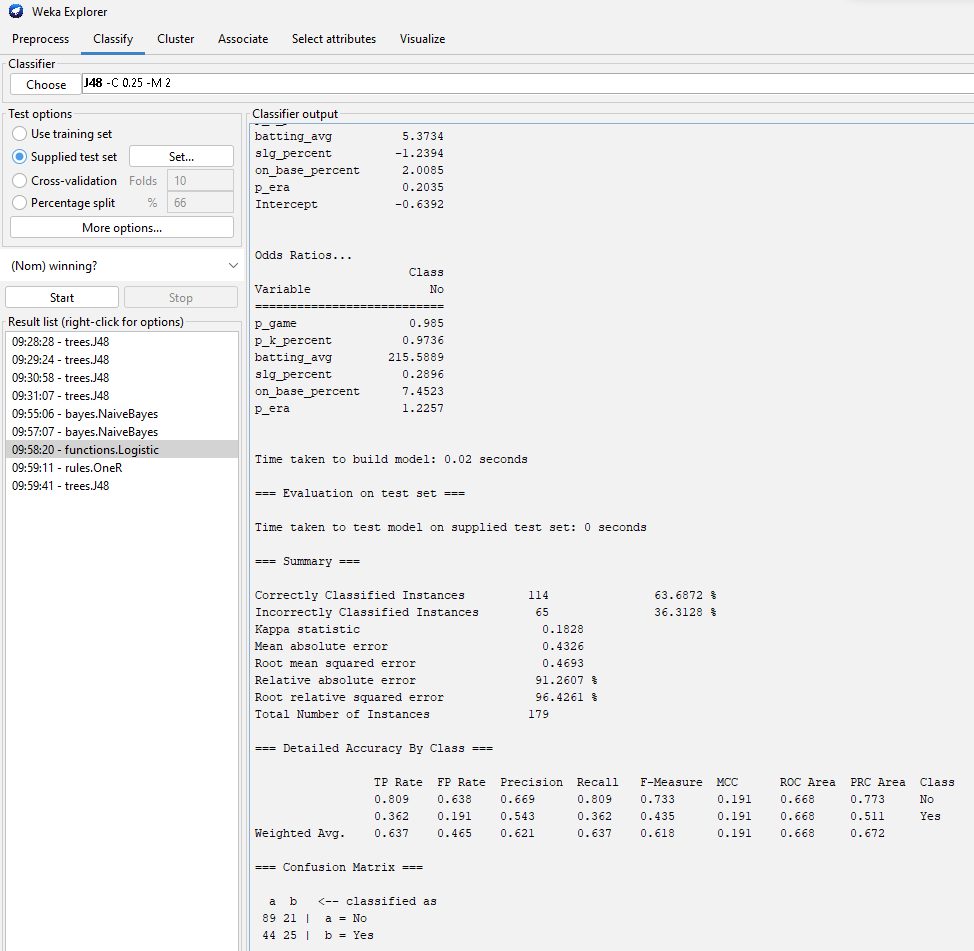 Weka Explorer
Preprocess Classify Cluster Associate Select attributes Visualize
Classifier
Choose J48 -C 0.25 -M 2
Test options
Use training set
Supplied test set Set...
Cross-validation Folds 10
Percentage split % 66
More options...
(Nom) winning?
Start Stop
Result list (right-click for options)
09:28:28 - trees.J48
09:29:24 - trees.J48
09:30:58 - trees.J48
09:31:07 - trees.J48
09:55:06 - bayes.NaiveBayes
09:57:07 - bayes.NaiveBayes
09:58:20 - functions.Logistic
09:59:11 - rules.OneR
09:59:41 - trees.J48
Classifier output
batting_avg 5.3734
slg_percent -1.2394
on_base_percent 2.0085
p_era 0.2035
Intercept -0.6392
Odds Ratios...
Class
Variable No
===========================
p_game 0.985
p_k_percent 0.9736
batting_avg 215.5889
slg_percent 0.2896
on_base_percent 7.4523
p_era 1.2257
Time taken to build model: 0.02 seconds
=== Evaluation on test set ===
Time taken to test model on supplied test set: 0 seconds
=== Summary ===
Correctly Classified Instances 114 63.6872 %
Incorrectly Classified Instances 65 36.3128 %
Kappa statistic 0.1828
Mean absolute error 0.4326
Root mean squared error 0.4693
Relative absolute error 91.2607 %
Root relative squared error 96.4261 %
Total Number of Instances 179
=== Detailed Accuracy By Class ===
TP Rate FP Rate Precision Recall F-Measure MCC ROC Area PRC Area Class
0.809 0.638 0.669 0.809 0.733 0.191 0.668 0.773 No
0.362 0.191 0.543 0.362 0.435 0.191 0.668 0.511 Yes
Weighted Avg. 0.637 0.465 0.621 0.637 0.618 0.191 0.668 0.672
=== Confusion Matrix ===
a b <-- classified as
89 21 | a = No
44 25 | b = Yes